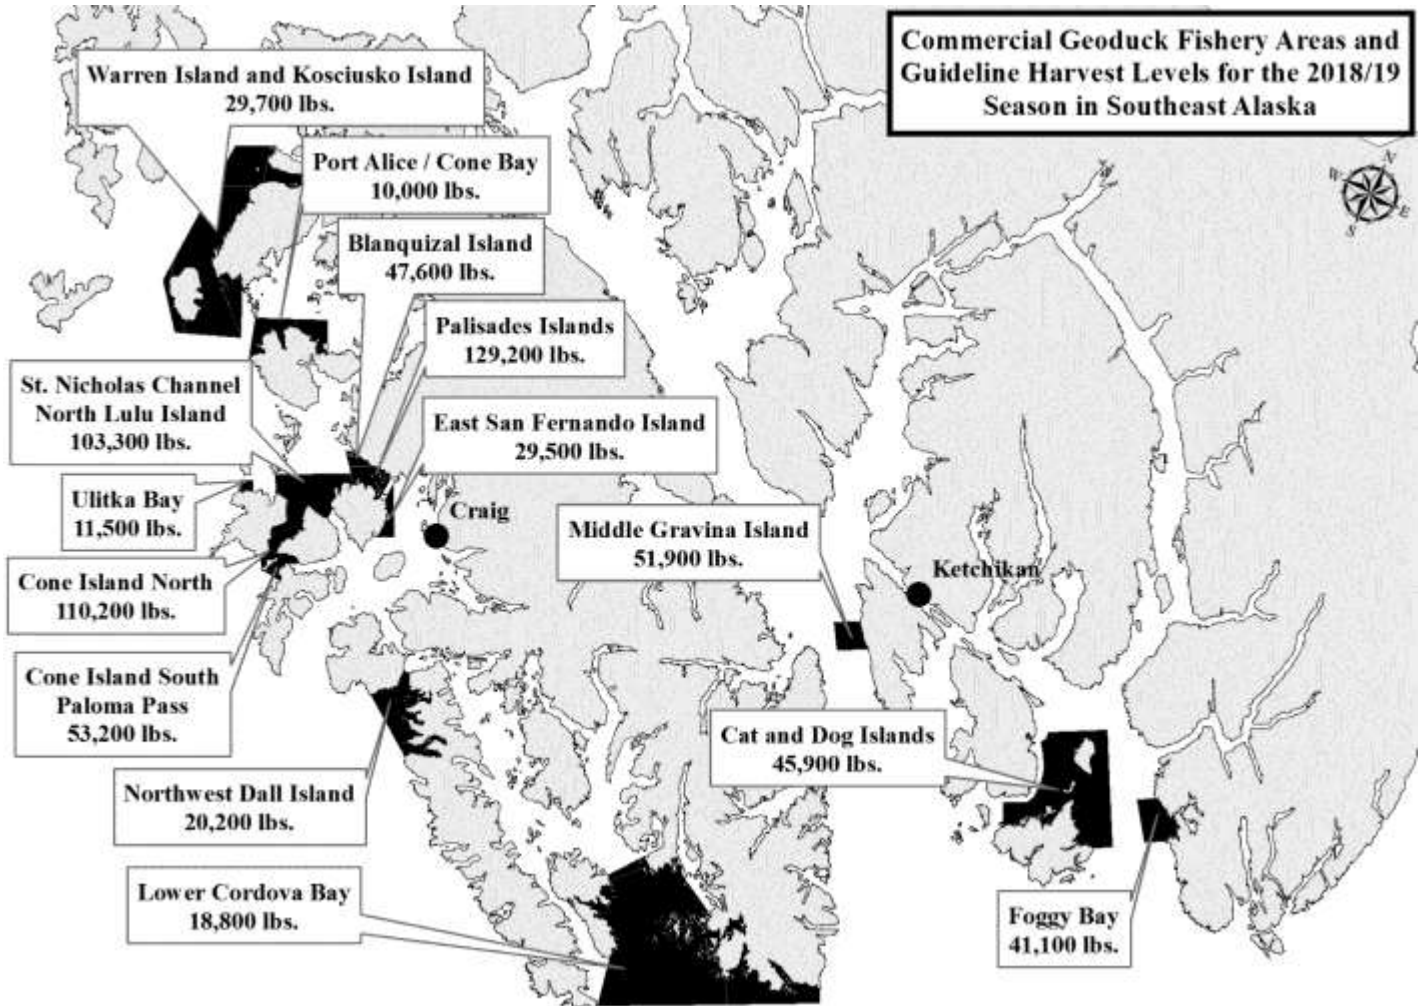 Commercial Geoduck Fishery Areas and
Guideline Harvest Levels for the 2018/19
Season in Southeast Alaska
Warren Island and Kosciusko Island
29,700 lbs.
Port Alice / Cone Bay
10,000 lbs.
Blanquizal Island
47,600 lbs.
Palisades Islands
129,200 lbs.
St. Nicholas Channel
North Lulu Island
103,300 lbs.
East San Fernando Island
29,500 lbs.
Ulitka Bay
11,500 lbs.
Craig
Middle Gravina Island
51,900 lbs.
Ketchikan
Cone Island North
110,200 lbs.
Cone Island South
Paloma Pass
53,200 lbs.
Cat and Dog Islands
45,900 lbs.
Northwest Dall Island
20,200 lbs.
Lower Cordova Bay
18,800 lbs.
Foggy Bay
41,100 lbs.
N
W
E
S